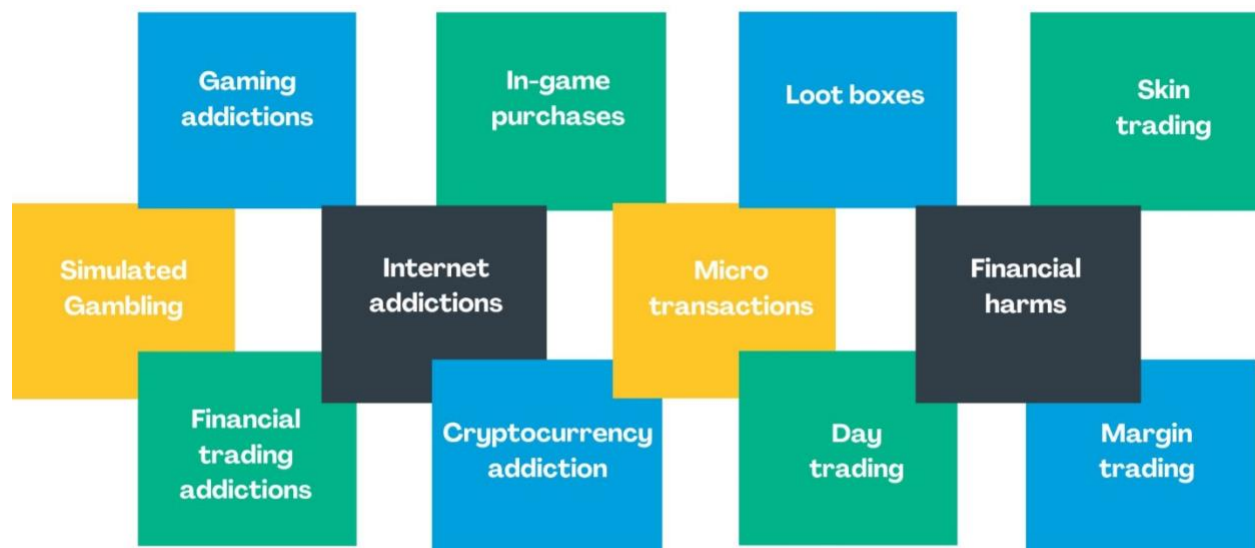 Gaming
addictions
In-game
purchases
Loot boxes
Skin
trading
Simulated
Gambling
Internet
addictions
Micro
transactions
Financial
harms
Financial
trading
addictions
Cryptocurrency
addiction
Day
trading
Margin
trading